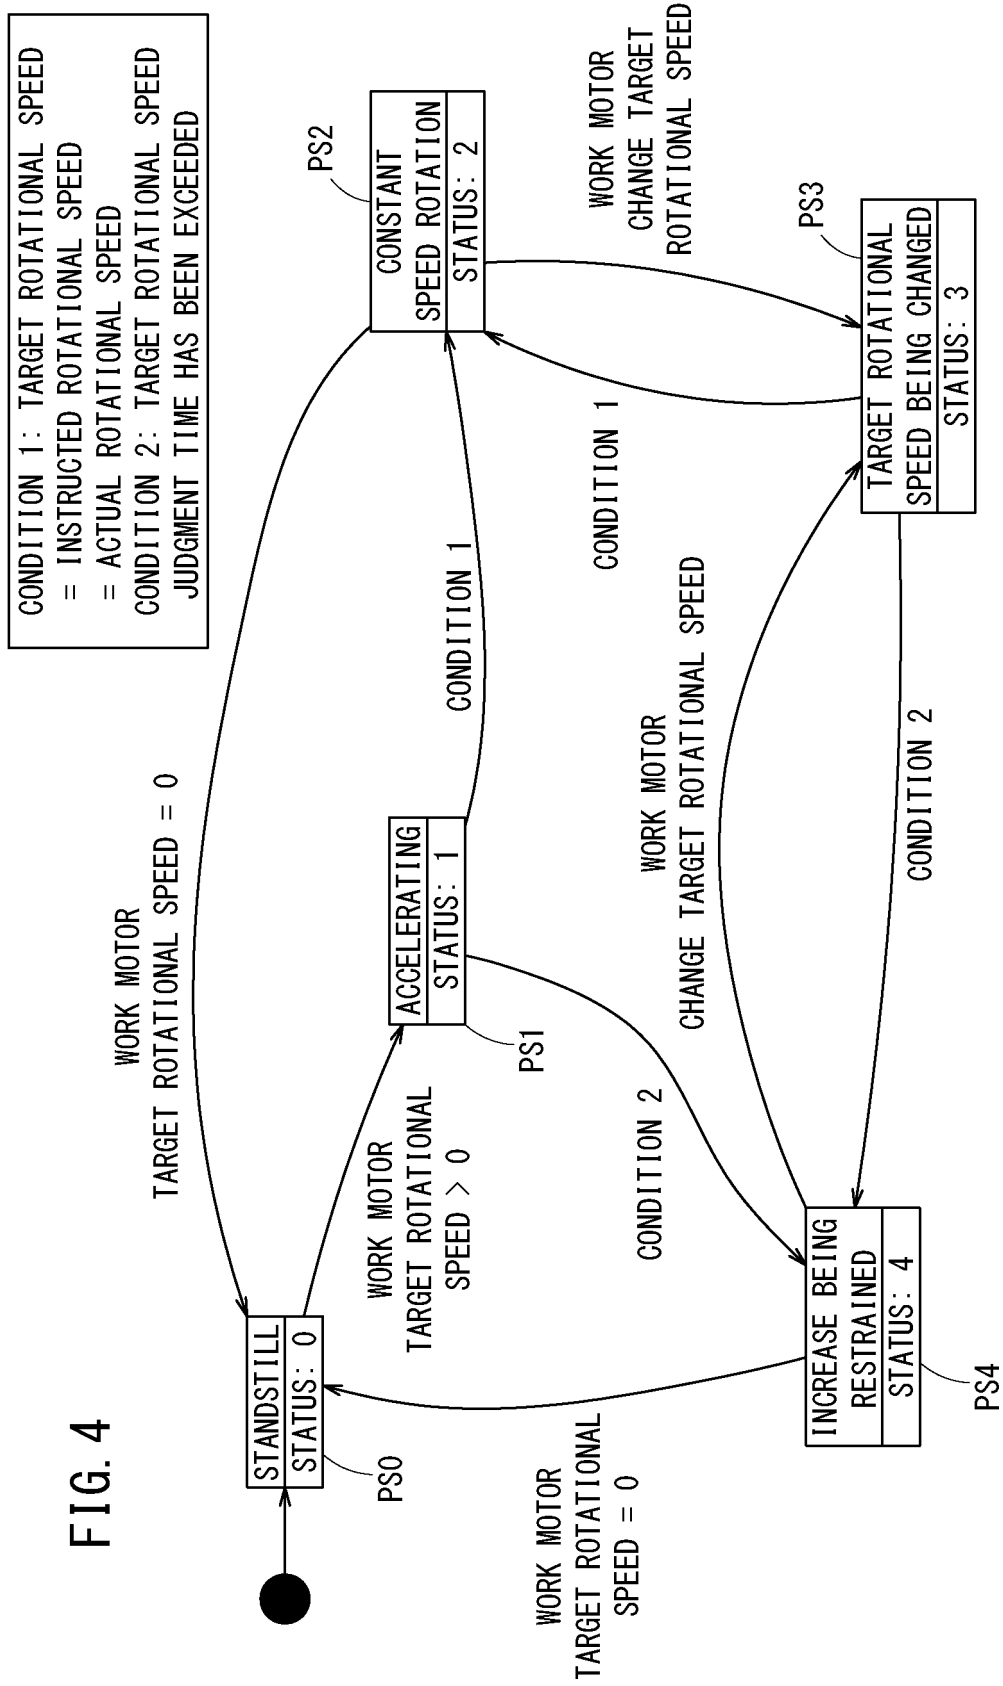 FIG. 4
CONDITION 1: TARGET ROTATIONAL SPEED
= INSTRUCTED ROTATIONAL SPEED
= ACTUAL ROTATIONAL SPEED
CONDITION 2: TARGET ROTATIONAL SPEED
JUDGMENT TIME HAS BEEN EXCEEDED
WORK MOTOR
TARGET ROTATIONAL SPEED = 0
STANDSTILL
STATUS: 0
PS0
WORK MOTOR
TARGET ROTATIONAL
SPEED > 0
ACCELERATING
STATUS: 1
PS1
CONDITION 1
PS2
CONSTANT
SPEED ROTATION
STATUS: 2
WORK MOTOR
TARGET ROTATIONAL
SPEED = 0
CONDITION 2
CONDITION 1
WORK MOTOR
CHANGE TARGET
ROTATIONAL SPEED
WORK MOTOR
CHANGE TARGET ROTATIONAL SPEED
INCREASE BEING
RESTRAINED
STATUS: 4
PS4
CONDITION 2
PS3
TARGET ROTATIONAL
SPEED BEING CHANGED
STATUS: 3